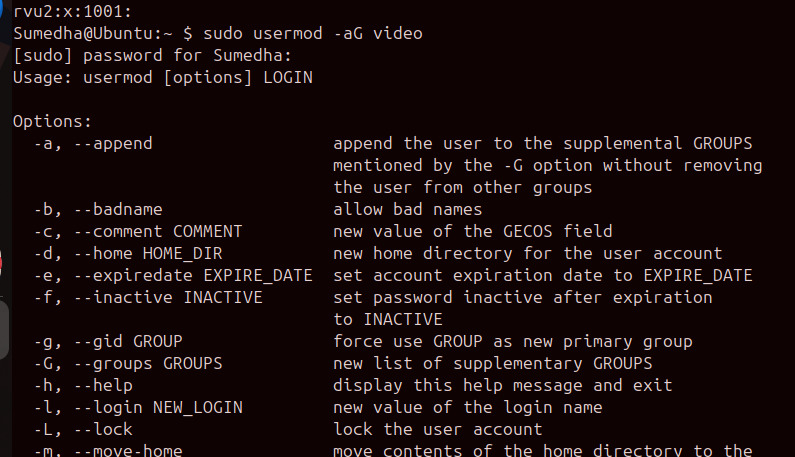 rvu2:x:1001:
Sumedha@Ubuntu:~ $ sudo usermod -aG video
[sudo] password for Sumedha:
Usage: usermod [options] LOGIN
Options:
-a, --append append the user to the supplemental GROUPS
mentioned by the -G option without removing
the user from other groups
-b, --badname allow bad names
-c, --comment COMMENT new value of the GECOS field
-d, --home HOME_DIR new home directory for the user account
-e, --expiredate EXPIRE_DATE set account expiration date to EXPIRE_DATE
-f, --inactive INACTIVE set password inactive after expiration
to INACTIVE
-g, --gid GROUP force use GROUP as new primary group
-G, --groups GROUPS new list of supplementary GROUPS
-h, --help display this help message and exit
-l, --login NEW_LOGIN new value of the login name
-L, --lock lock the user account
-m, --move-home move contents of the home directory to the